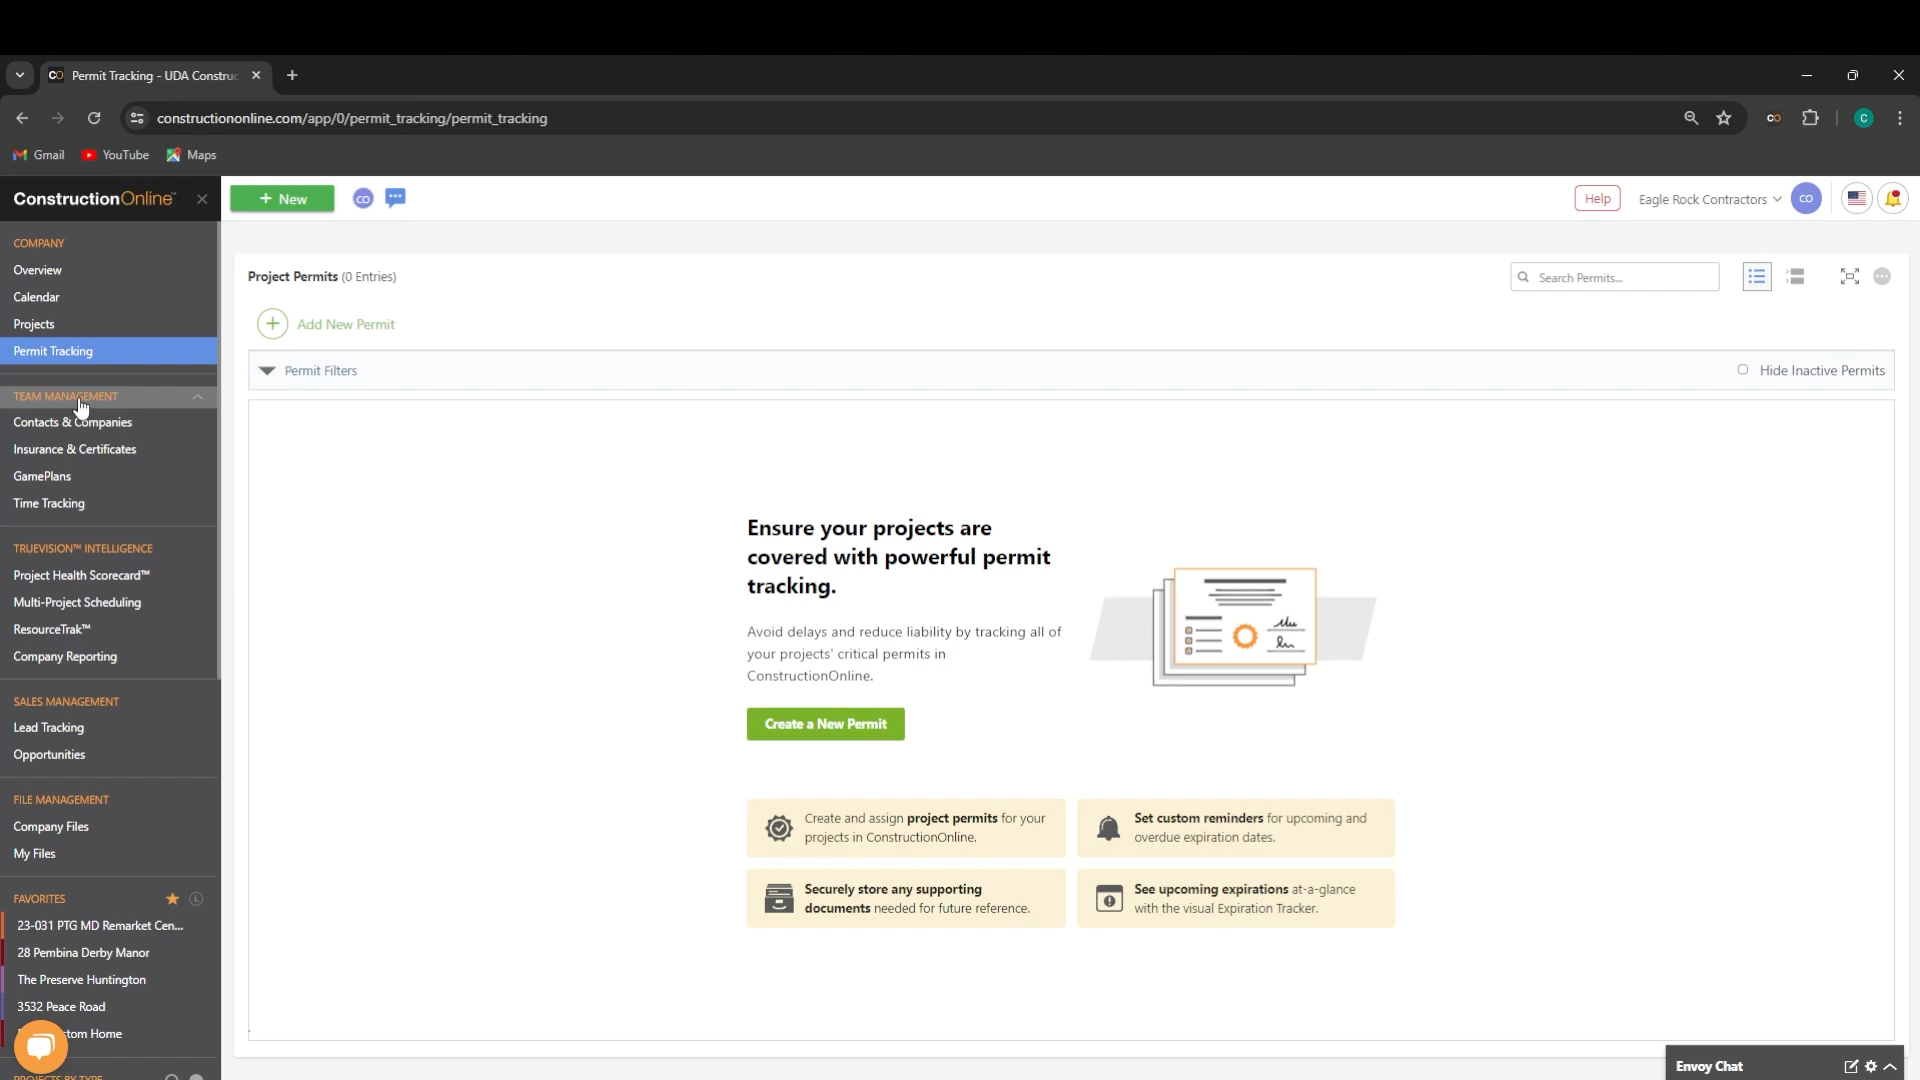 Permit Tracking - UDA Construc
constructiononline.com/app/0/permit_tracking/permit_tracking
C
Gmail YouTube Maps
ConstructionOnline™
+ New
CO
Help
Eagle Rock Contractors
CO
COMPANY
Overview
Calendar
Projects
Permit Tracking
TEAM MANAGEMENT
Contacts & Companies
Insurance & Certificates
GamePlans
Time Tracking
TRUEVISION™ INTELLIGENCE
Project Health Scorecard™
Multi-Project Scheduling
ResourceTrak™
Company Reporting
SALES MANAGEMENT
Lead Tracking
Opportunities
FILE MANAGEMENT
Company Files
My Files
FAVORITES
23-031 PTG MD Remarket Cen...
28 Pembina Derby Manor
The Preserve Huntington
3532 Peace Road
tom Home
PROJECTS BY TYPE
Project Permits (0 Entries)
Search Permits...
Add New Permit
Permit Filters
Hide Inactive Permits
Ensure your projects are
covered with powerful permit
tracking.
Avoid delays and reduce liability by tracking all of
your projects' critical permits in
ConstructionOnline.
Create a New Permit
Create and assign project permits for your
projects in ConstructionOnline.
Set custom reminders for upcoming and
overdue expiration dates.
Securely store any supporting
documents needed for future reference.
See upcoming expirations at-a-glance
with the visual Expiration Tracker.
Envoy Chat